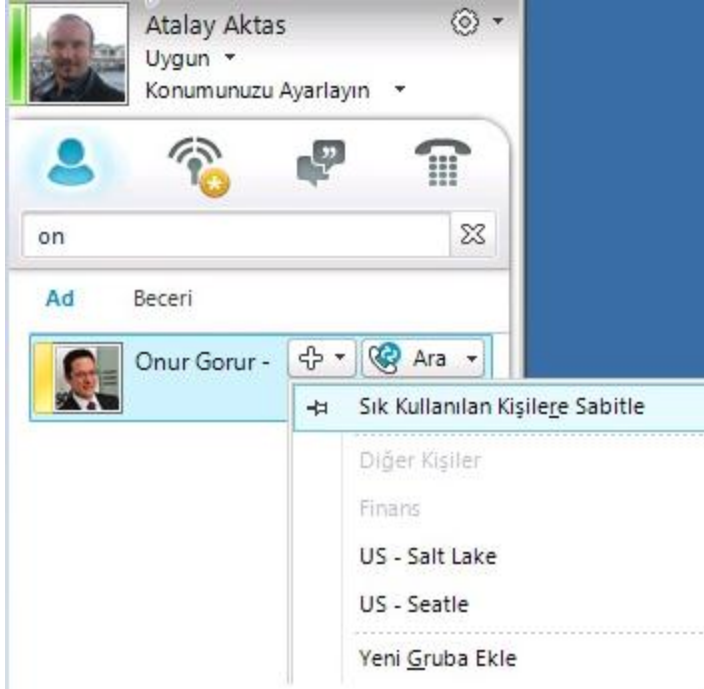 Atalay Aktas
Uygun
Konumunuzu Ayarlayın
on
Ad Beceri
Onur Gorur - Ara
Sık Kullanılan Kişilere Sabitle
Diğer Kişiler
Finans
US - Salt Lake
US - Seatle
Yeni Gruba Ekle